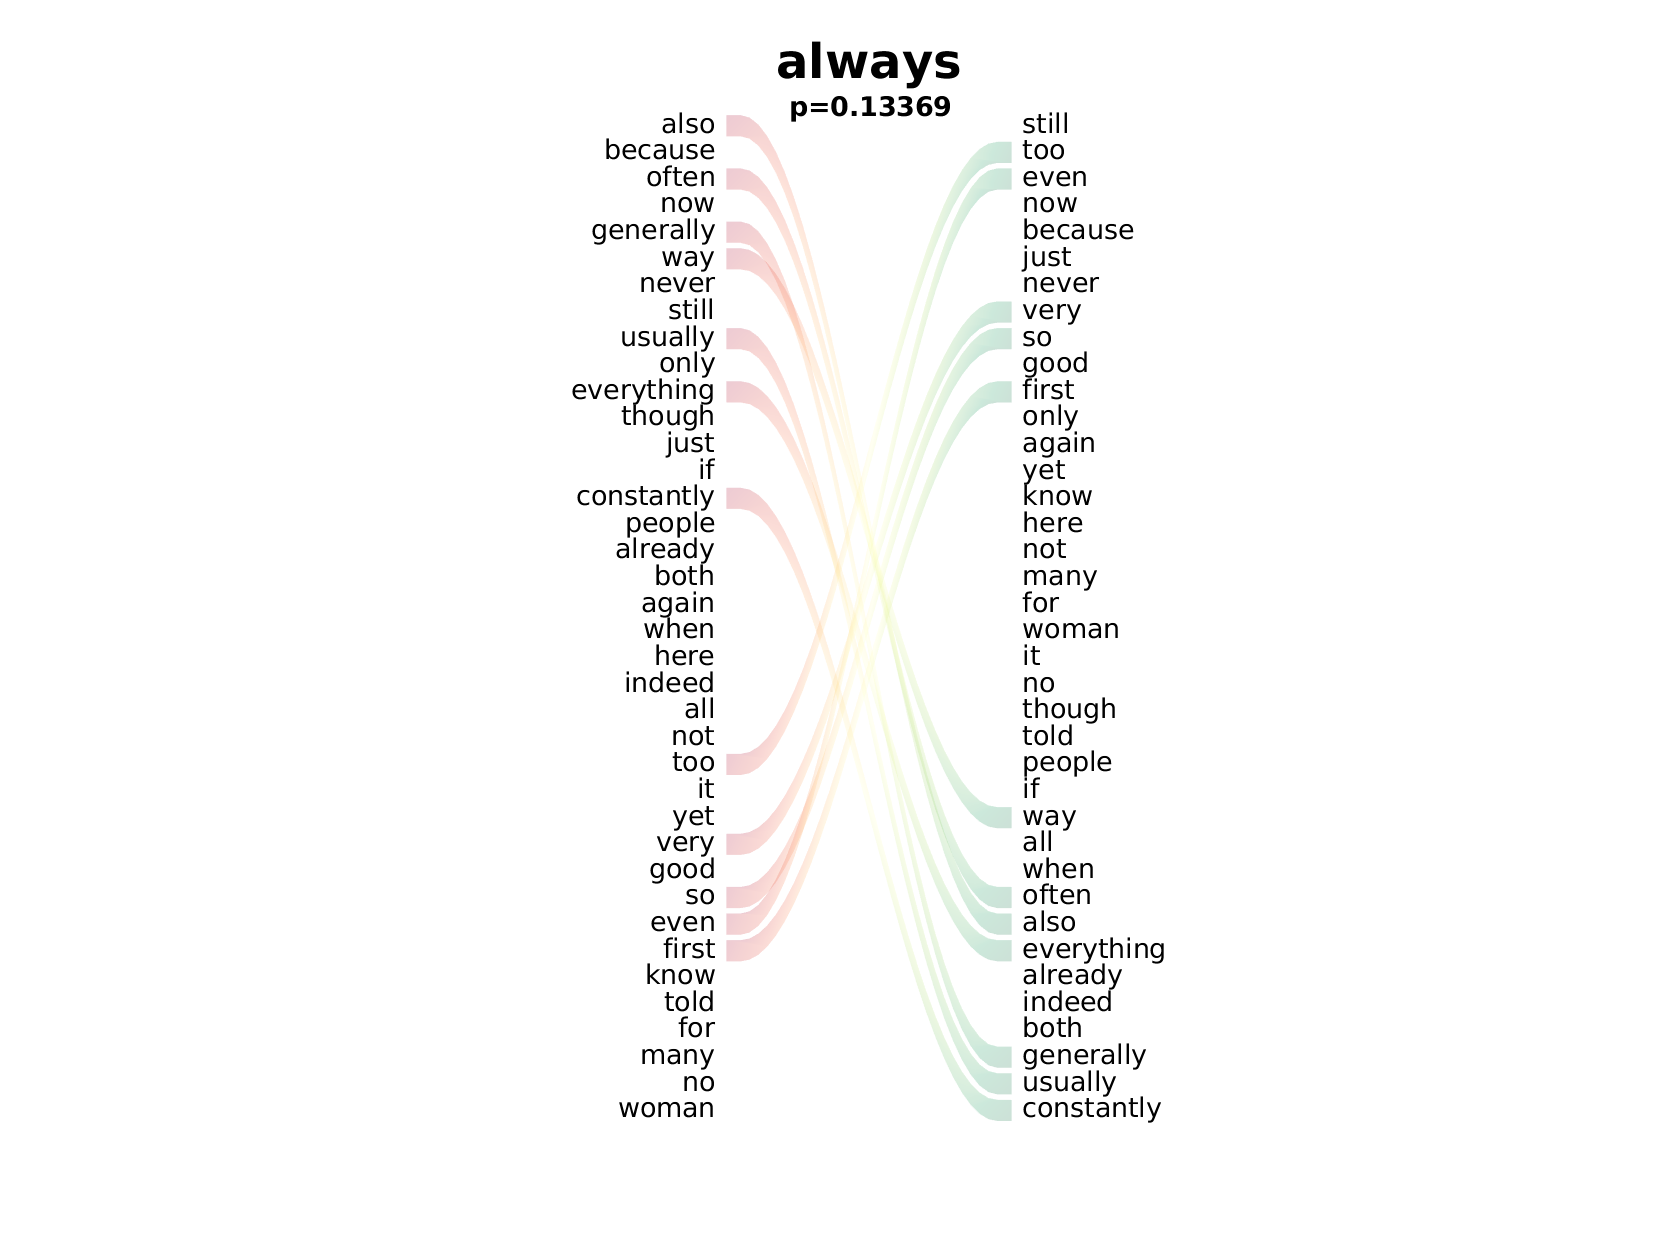 always
p=0.13369
also still
because too
often even
now now
generally because
way just
never never
still very
usually so
only good
everything first
though only
just again
if yet
constantly know
people here
already not
both many
again for
when woman
here it
indeed no
all though
not told
too people
it if
yet way
very all
good when
so often
even also
first everything
know already
told indeed
for both
many generally
no usually
woman constantly